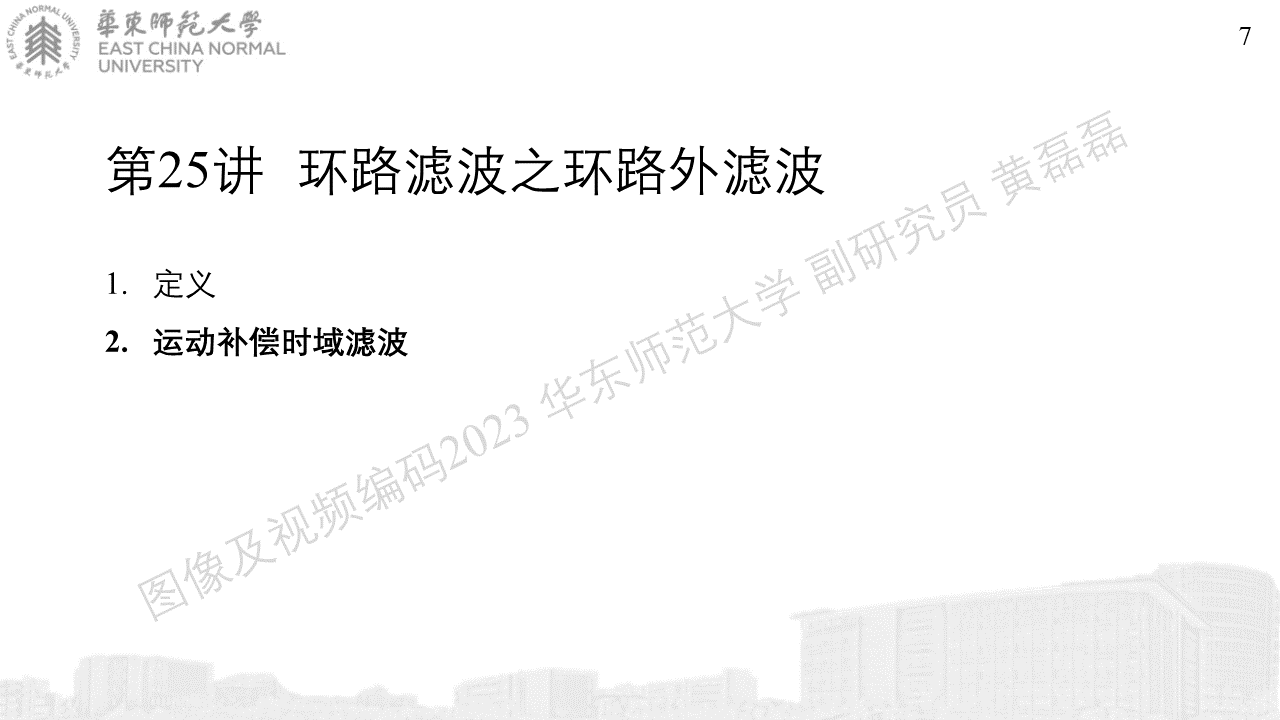 華東師範大學
EAST CHINA NORMAL
UNIVERSITY
EAST CHINA NORMAL UNIVERSITY
華東师范大学
7
第25讲 环路滤波之环路外滤波
1. 定义
2. 运动补偿时域滤波
图像及视频编码2023 华东师范大学 副研究员 黄磊磊